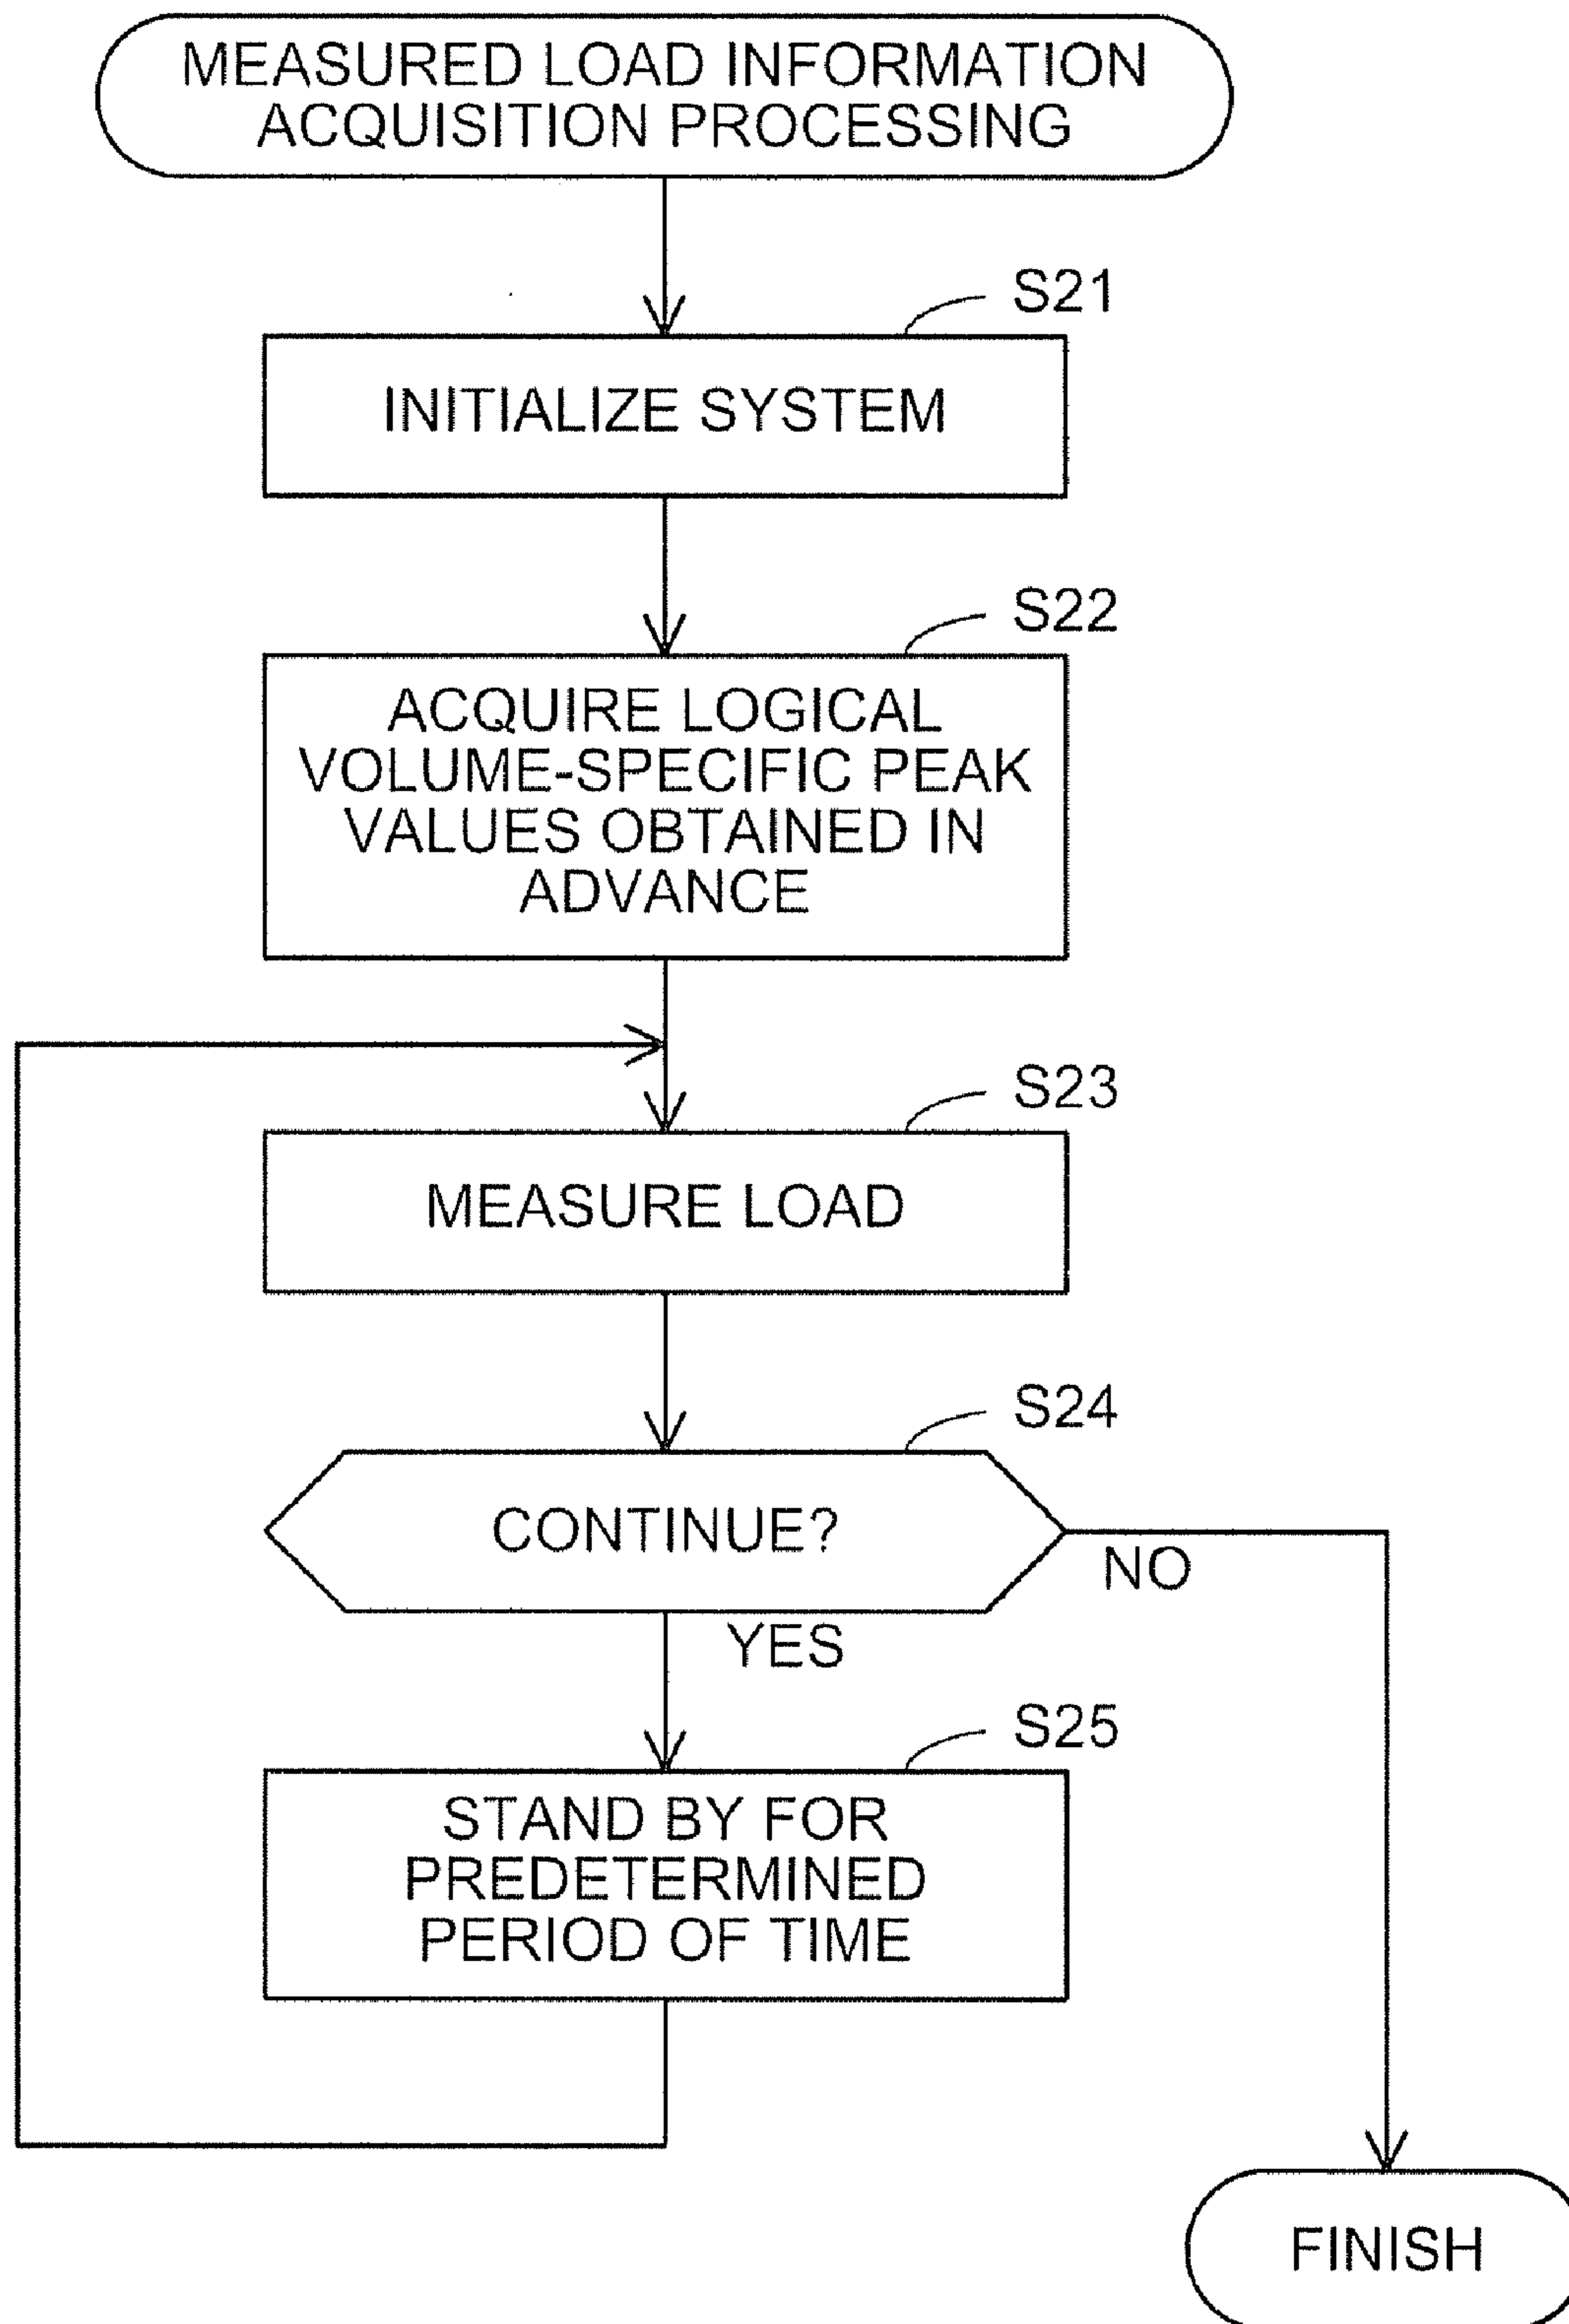 MEASURED LOAD INFORMATION
ACQUISITION PROCESSING
S21
INITIALIZE SYSTEM
S22
ACQUIRE LOGICAL
VOLUME-SPECIFIC PEAK
VALUES OBTAINED IN
ADVANCE
S23
MEASURE LOAD
S24
CONTINUE?
NO
YES
S25
STAND BY FOR
PREDETERMINED
PERIOD OF TIME
FINISH